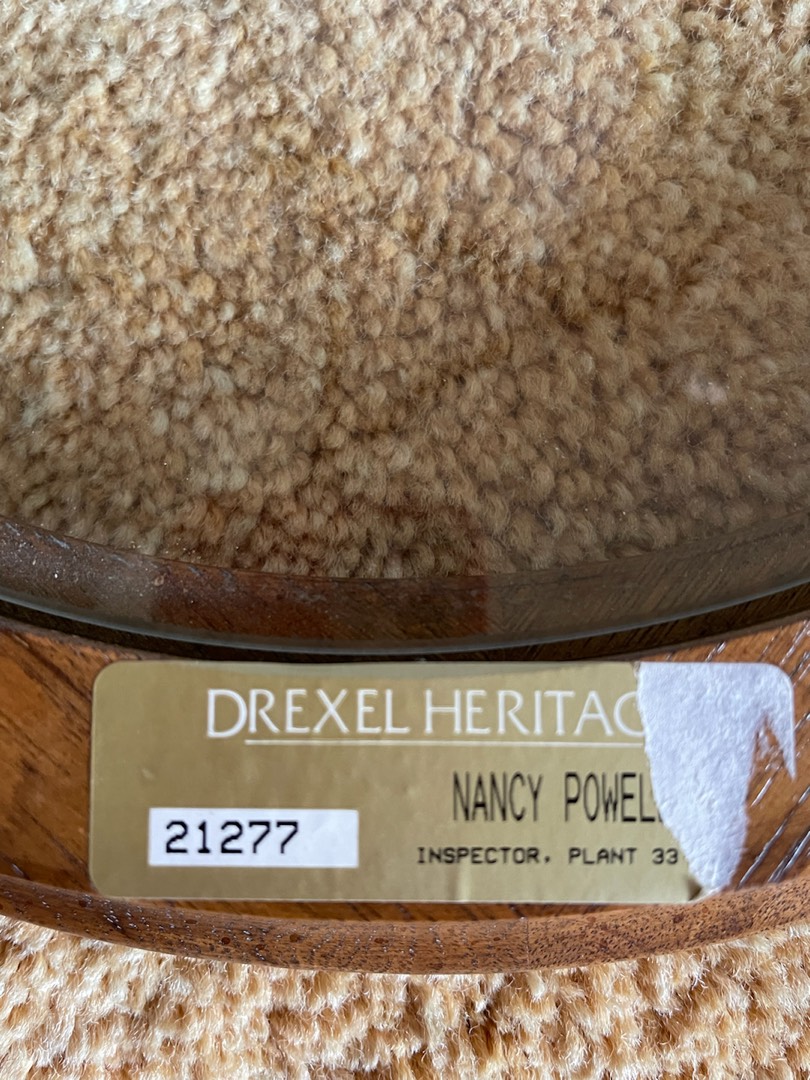 DREXEL HERITAG
NANCY POWEL
21277
INSPECTOR, PLANT 33